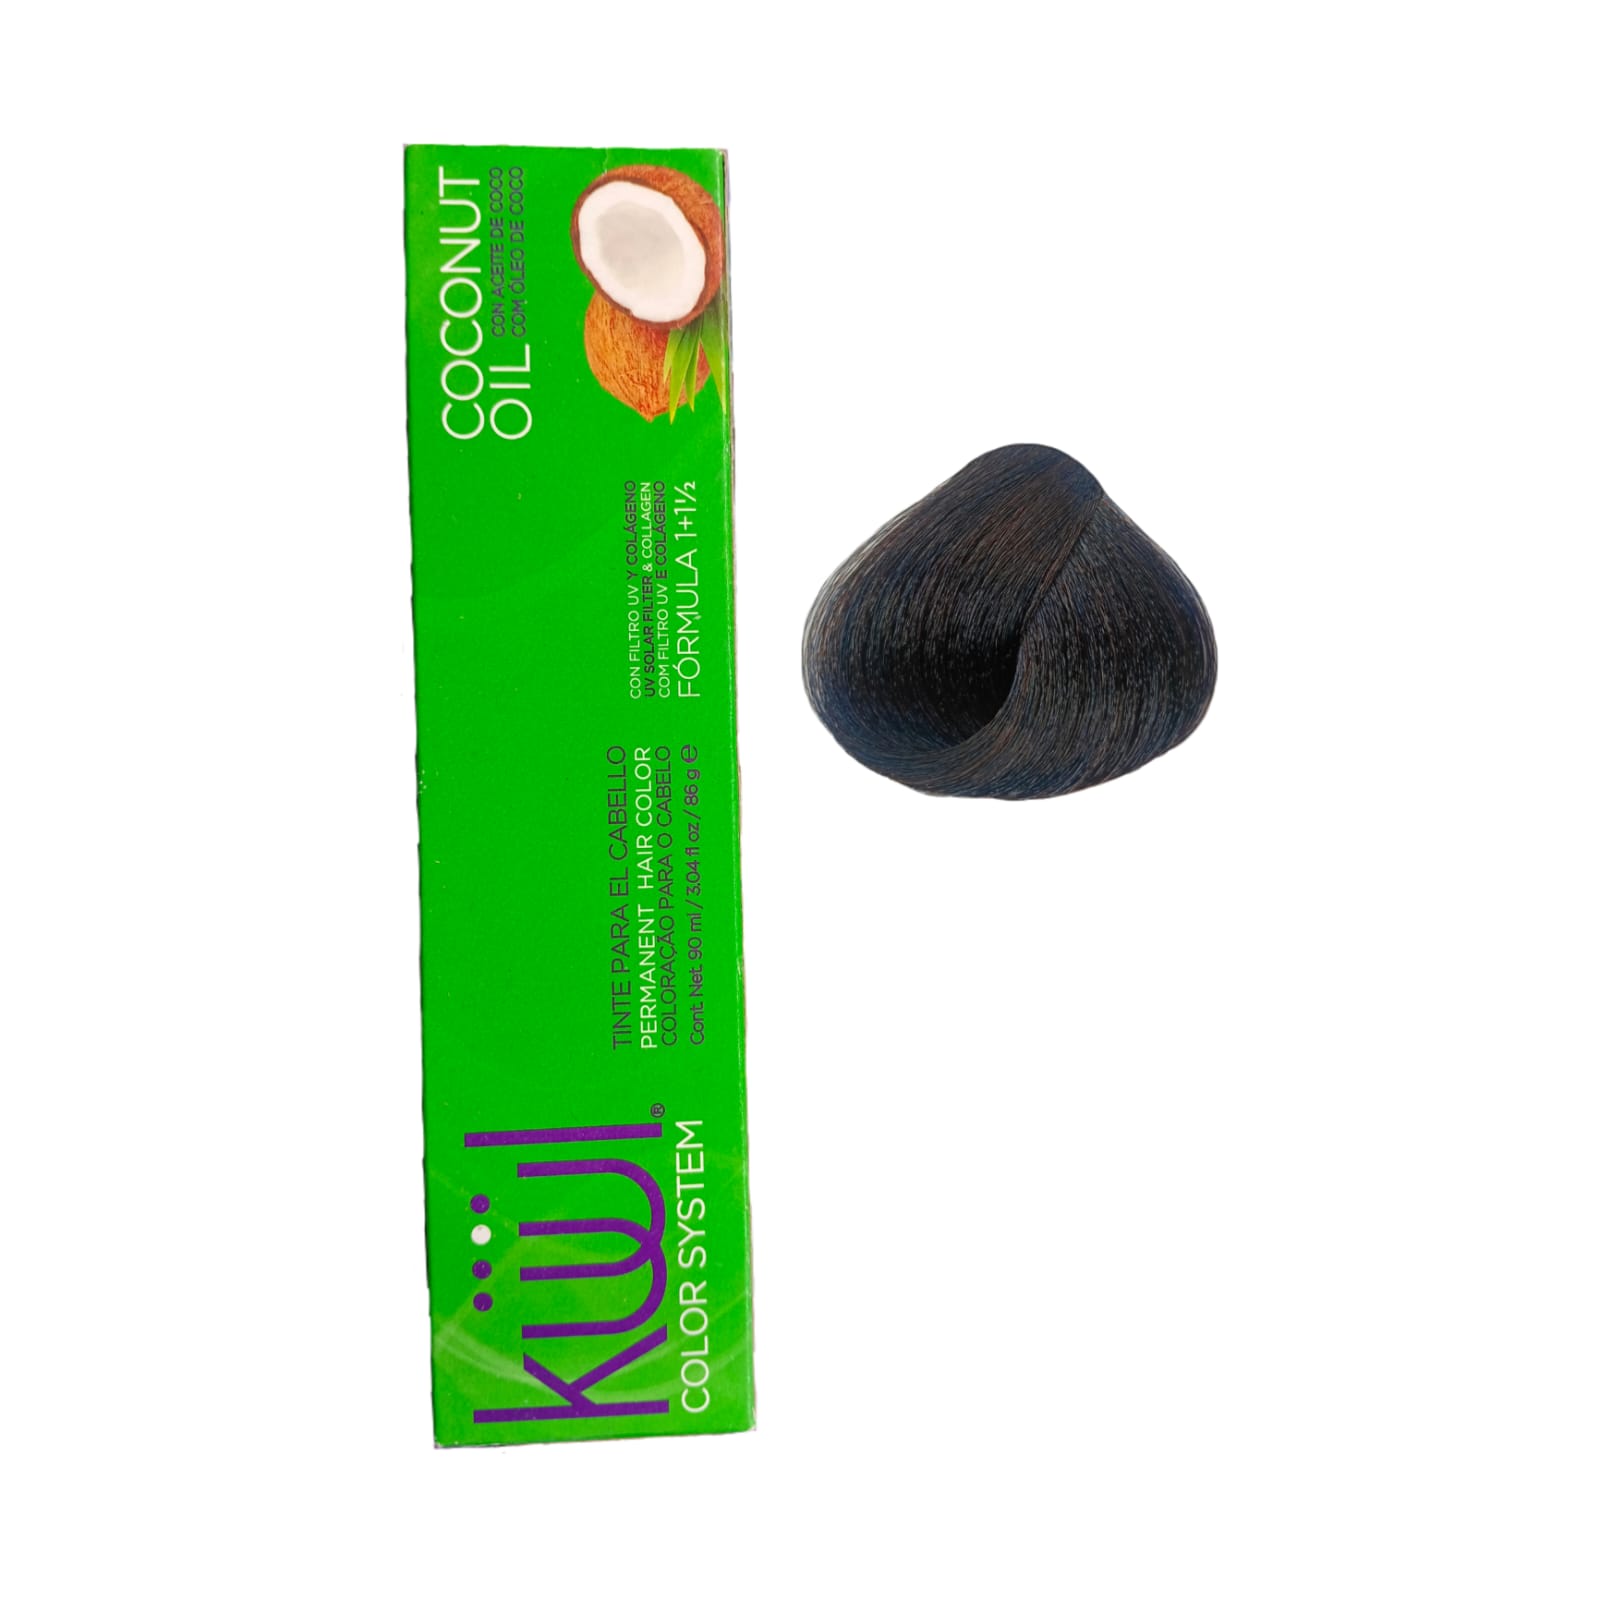 COCONUT
OIL CON ACEITE DE COCO
COM ÓLEO DE COCO
CON FILTRO UV Y COLÁGENO
UV SOLAR FILTER & COLLAGEN
COM FILTRO UV E COLÁGENO
FÓRMULA 1+1½
TINTE PARA EL CABELLO
PERMANENT HAIR COLOR
COLORAÇÃO PARA O CABELO
Cont. Net. 90 ml / 3.04 fl oz / 86 g ℮
kÜÜl®
COLOR SYSTEM